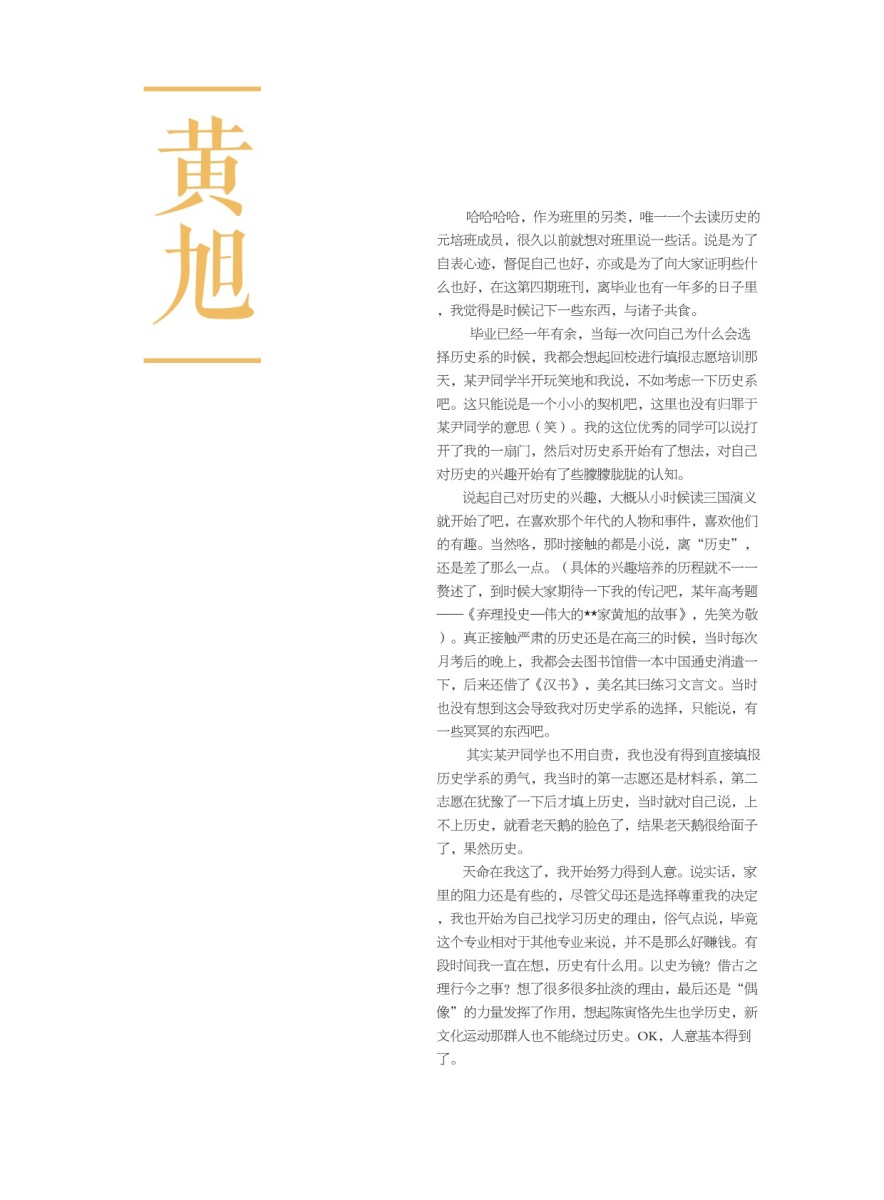 黄
旭
哈哈哈哈，作为班里的另类，唯一一个去读历史的
元培班成员，很久以前就想对班里说一些话。说是为了
自表心迹，督促自己也好，亦或是为了向大家证明些什
么也好，在这第四期班刊，离毕业也有一年多的日子里
，我觉得是时候记下一些东西，与诸子共食。
毕业已经一年有余，当每一次问自己为什么会选
择历史系的时候，我都会想起回校进行填报志愿培训那
天，某尹同学半开玩笑地和我说，不如考虑一下历史系
吧。这只能说是一个小小的契机吧，这里也没有归罪于
某尹同学的意思（笑）。我的这位优秀的同学可以说打
开了我的一扇门，然后对历史系开始有了想法，对自己
对历史的兴趣开始有了些朦朦胧胧的认知。
说起自己对历史的兴趣，大概从小时候读三国演义
就开始了吧，在喜欢那个年代的人物和事件，喜欢他们
的有趣。当然咯，那时接触的都是小说，离“历史”，
还是差了那么一点。（具体的兴趣培养的历程就不一一
赘述了，到时候大家期待一下我的传记吧，某年高考题
——《弃理投史—伟大的**家黄旭的故事》，先笑为敬
）。真正接触严肃的历史还是在高三的时候，当时每次
月考后的晚上，我都会去图书馆借一本中国通史消遣一
下，后来还借了《汉书》，美名其曰练习文言文。当时
也没有想到这会导致我对历史学系的选择，只能说，有
一些冥冥的东西吧。
其实某尹同学也不用自责，我也没有得到直接填报
历史学系的勇气，我当时的第一志愿还是材料系，第二
志愿在犹豫了一下后才填上历史，当时就对自己说，上
不上历史，就看老天鹅的脸色了，结果老天鹅很给面子
了，果然历史。
天命在我这了，我开始努力得到人意。说实话，家
里的阻力还是有些的，尽管父母还是选择尊重我的决定
，我也开始为自己找学习历史的理由，俗气点说，毕竟
这个专业相对于其他专业来说，并不是那么好赚钱。有
段时间我一直在想，历史有什么用。以史为镜？借古之
理行今之事？想了很多很多扯淡的理由，最后还是“偶
像”的力量发挥了作用，想起陈寅恪先生也学历史，新
文化运动那群人也不能绕过历史。OK，人意基本得到
了。